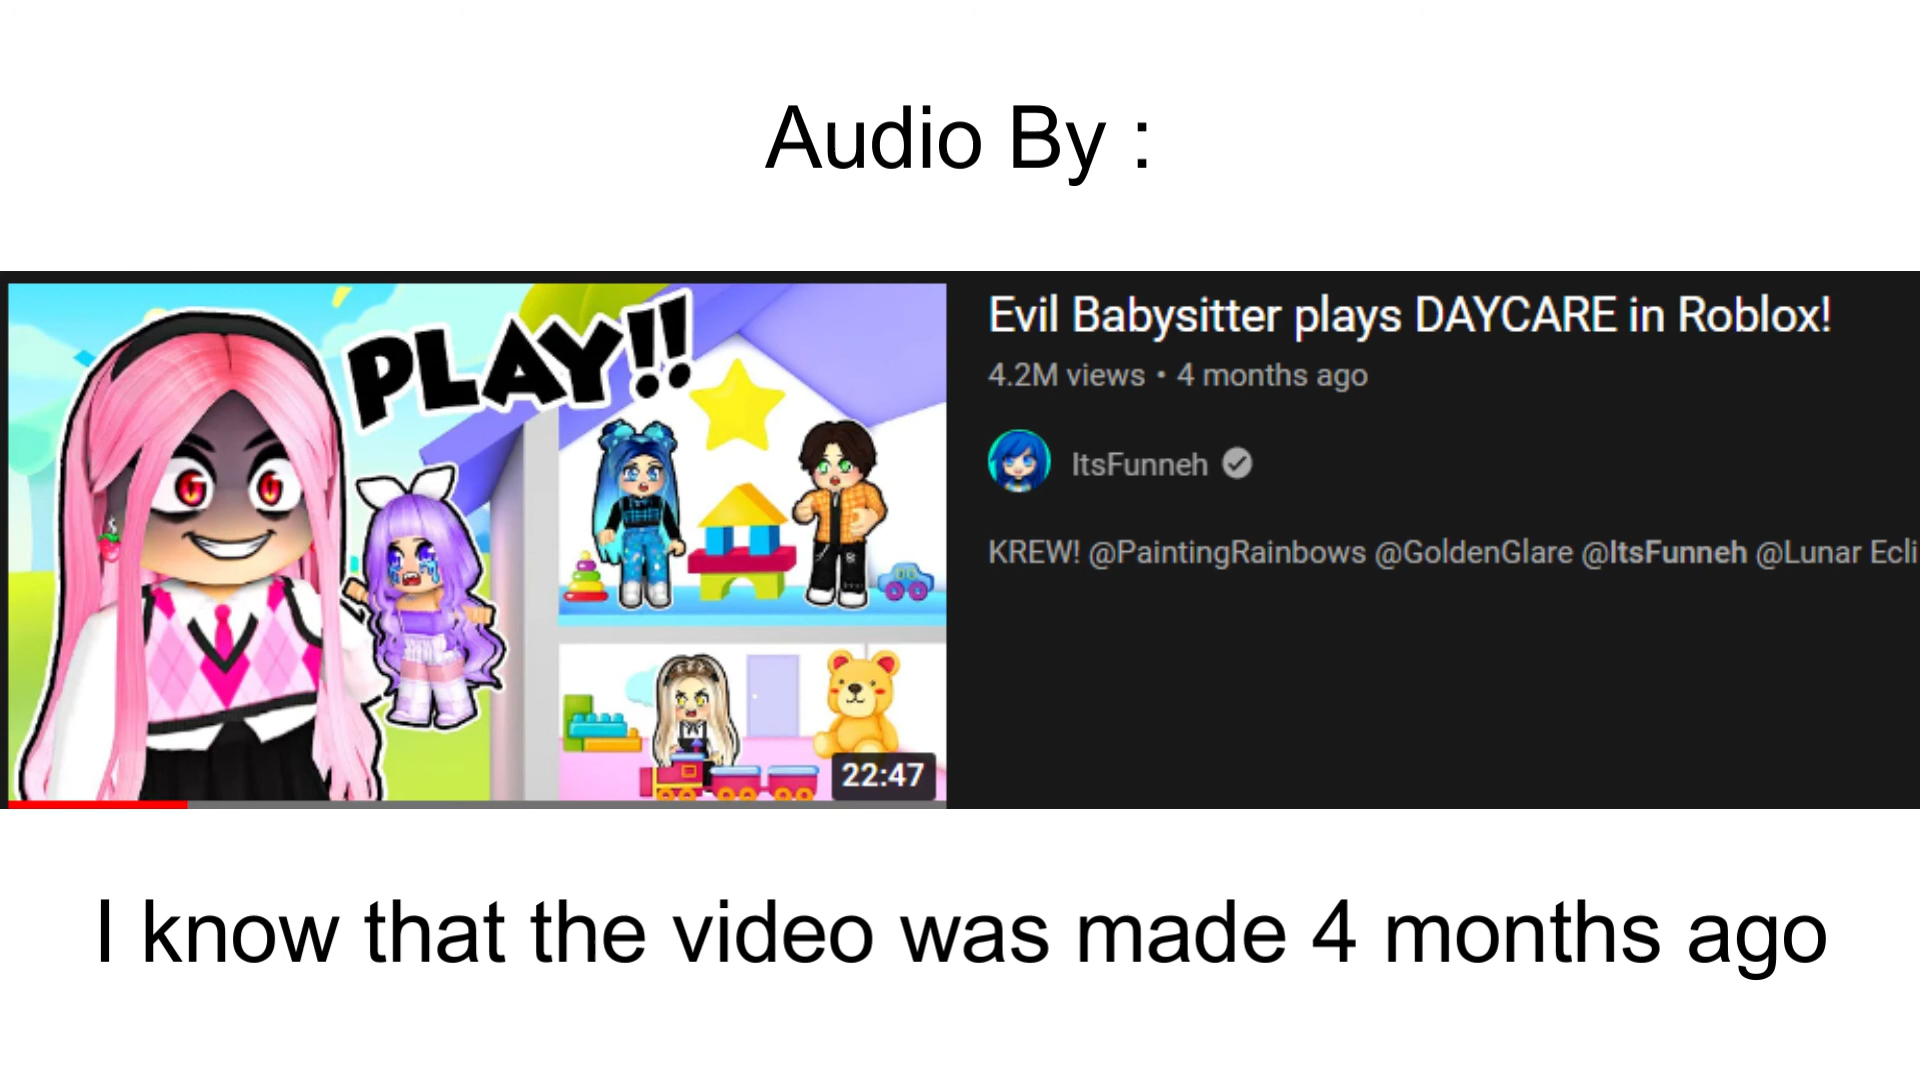 Audio By :
PLAY!!
22:47
Evil Babysitter plays DAYCARE in Roblox!
4.2M views • 4 months ago
ItsFunneh
KREW! @PaintingRainbows @GoldenGlare @ItsFunneh @Lunar Ecli
I know that the video was made 4 months ago